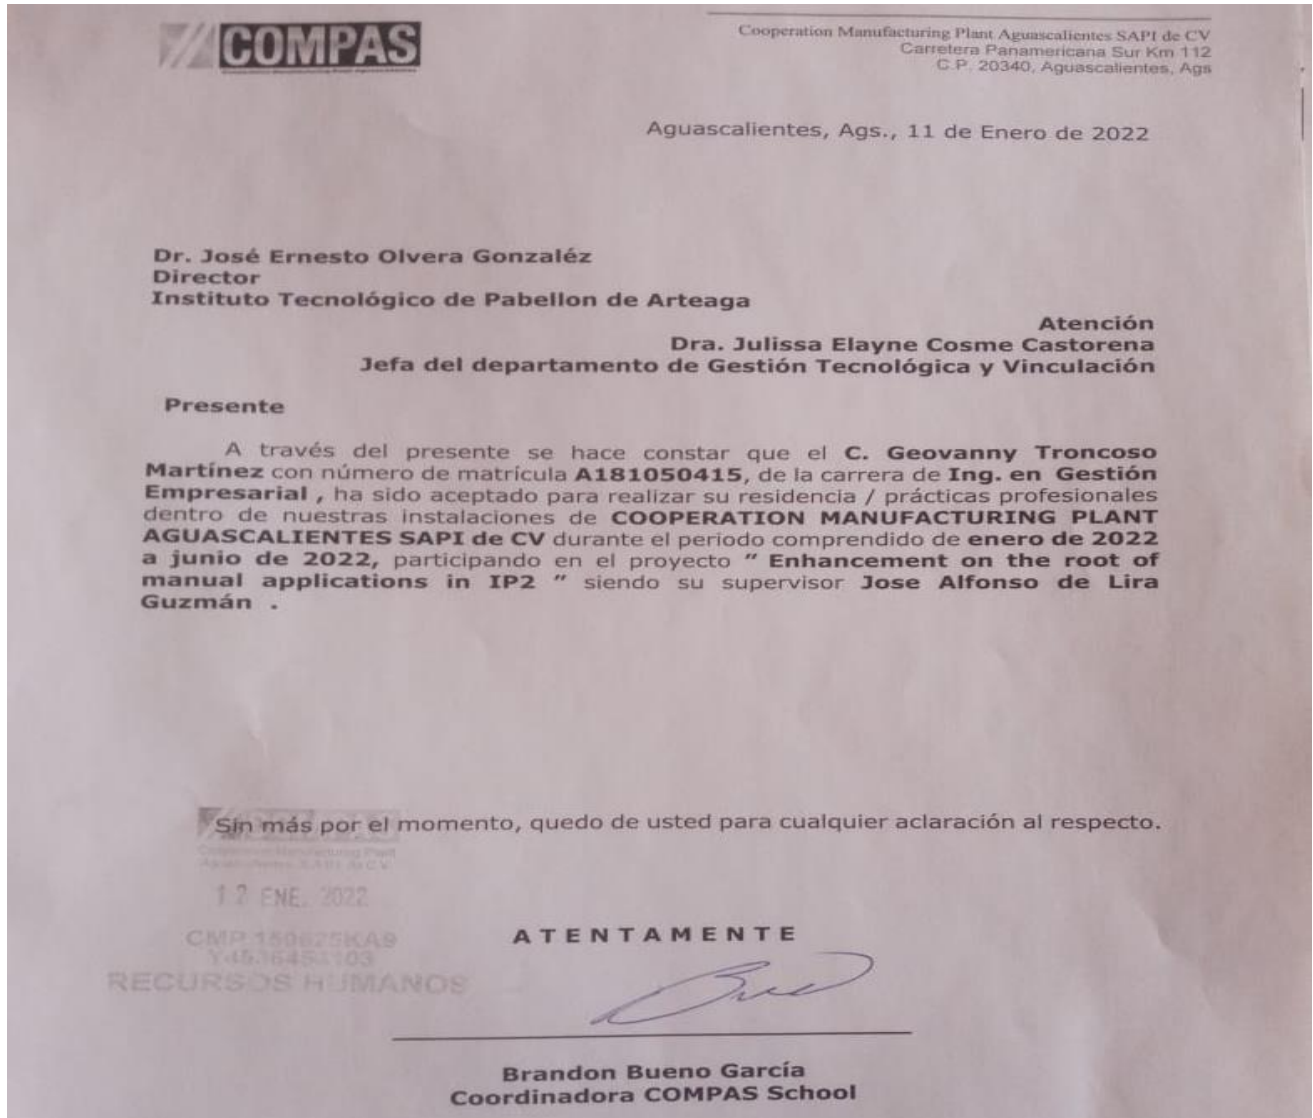 COMPAS
Cooperation Manufacturing Plant Aguascalientes SAPI de CV
Carretera Panamericana Sur Km 112
C.P. 20340, Aguascalientes, Ags
Aguascalientes, Ags., 11 de Enero de 2022
Dr. José Ernesto Olvera Gonzaléz
Director
Instituto Tecnológico de Pabellon de Arteaga
Atención
Dra. Julissa Elayne Cosme Castorena
Jefa del departamento de Gestión Tecnológica y Vinculación
Presente
A través del presente se hace constar que el C. Geovanny Troncoso
Martínez con número de matrícula A181050415, de la carrera de Ing. en Gestión
Empresarial , ha sido aceptado para realizar su residencia / prácticas profesionales
dentro de nuestras instalaciones de COOPERATION MANUFACTURING PLANT
AGUASCALIENTES SAPI de CV durante el periodo comprendido de enero de 2022
a junio de 2022, participando en el proyecto " Enhancement on the root of
manual applications in IP2 " siendo su supervisor Jose Alfonso de Lira
Guzmán .
Sin más por el momento, quedo de usted para cualquier aclaración al respecto.
Cooperation Manufacturing Plant
Aguascalientes S.A.P.I. de C.V.
12 ENE. 2022
RECURSOS HUMANOS
ATENTAMENTE
Brandon Bueno García
Coordinadora COMPAS School